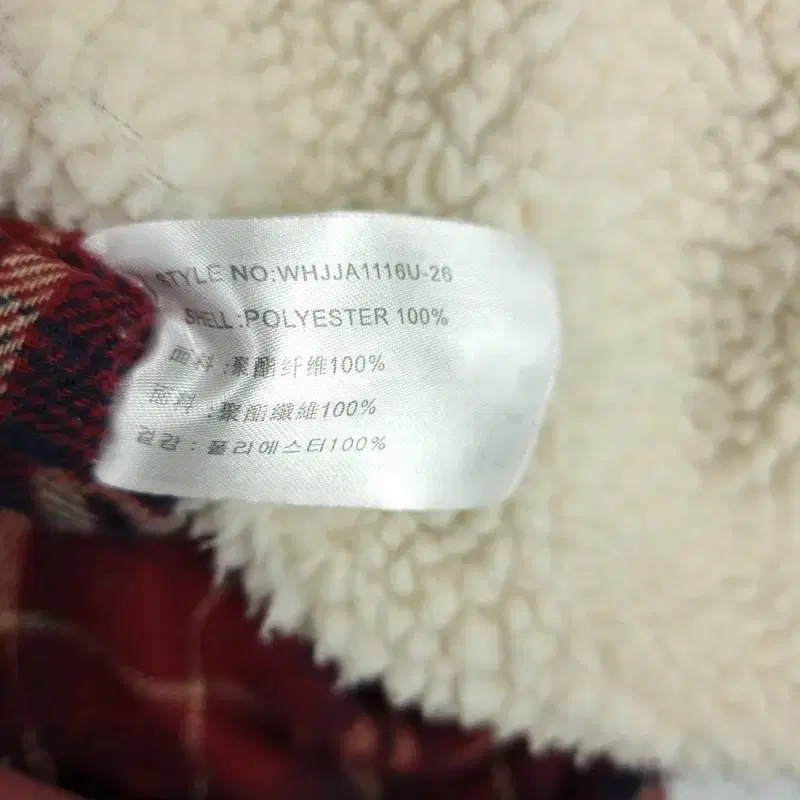 STYLE NO:WHJJA1116U-26
SHELL :POLYESTER 100%
面料 :聚酯纤维100%
面料 :聚酯纖維100%
겉감 : 폴리에스터100%